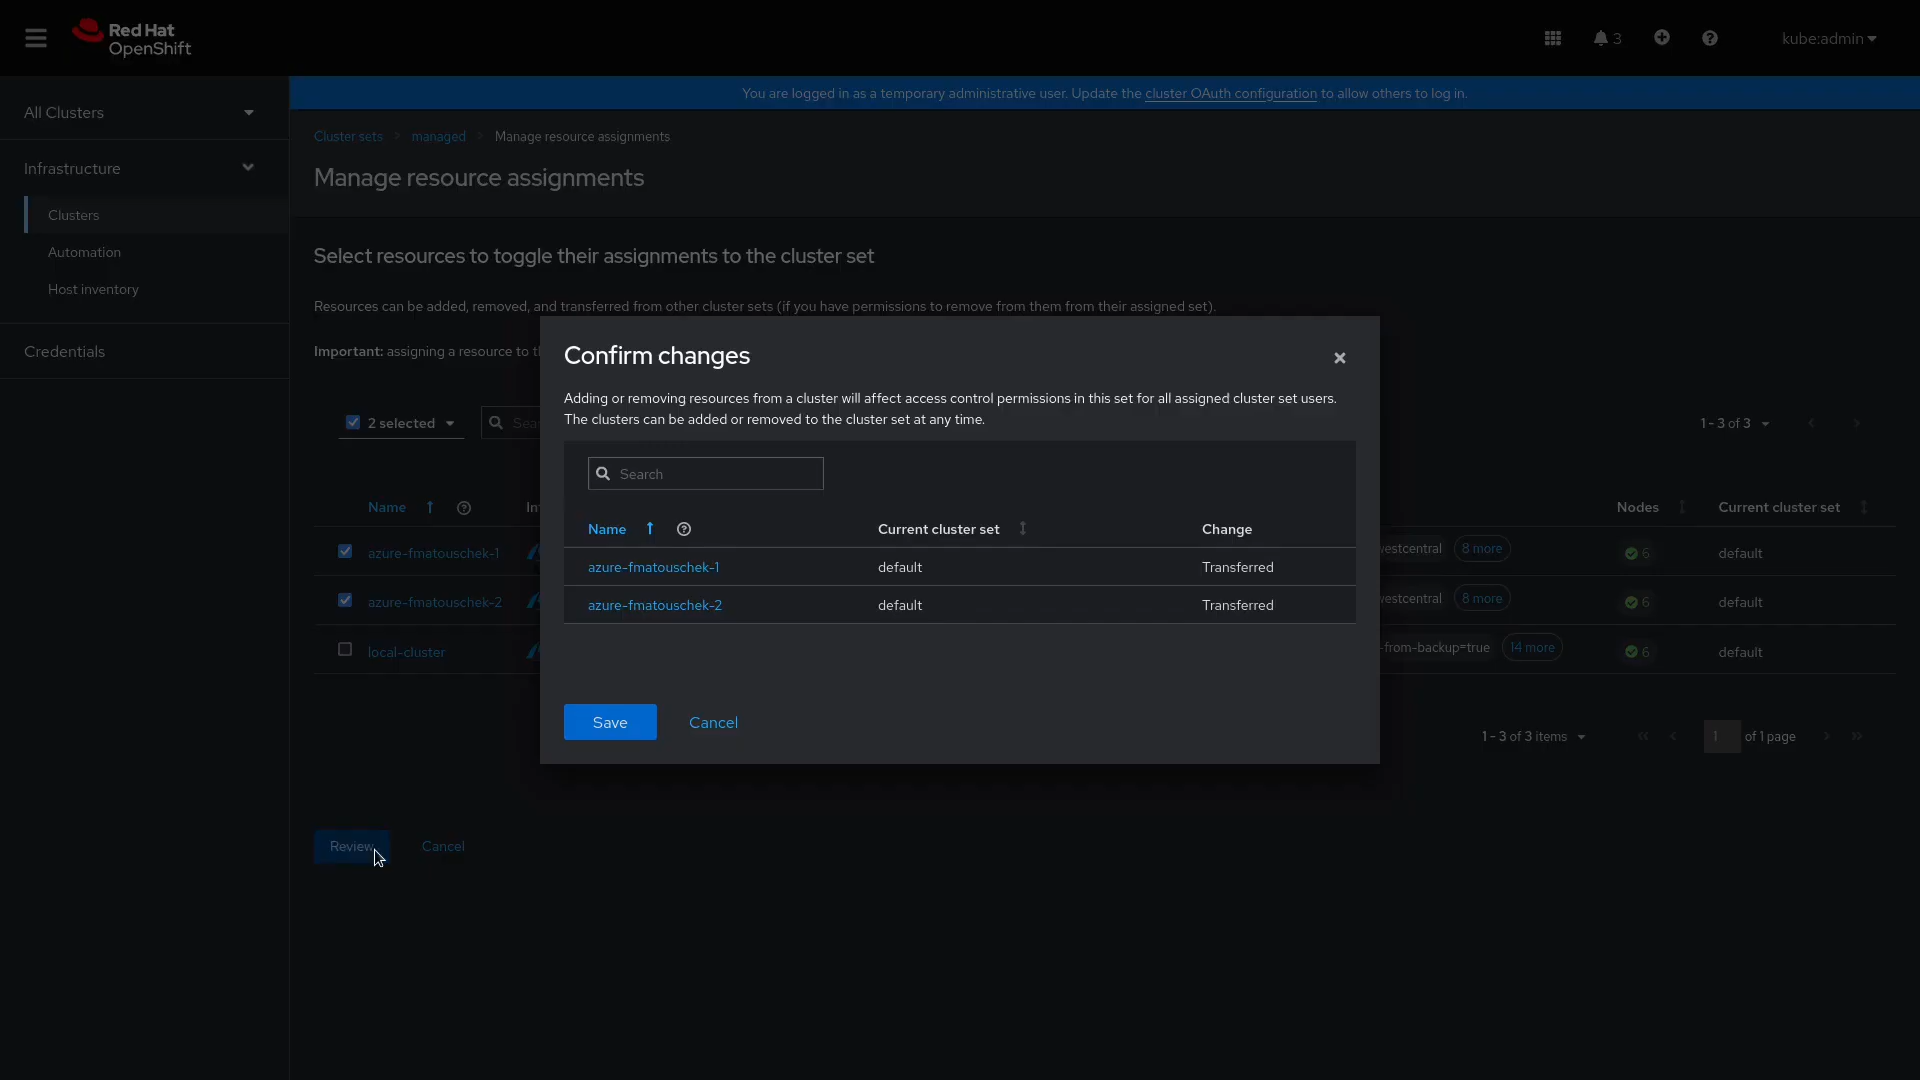 Red Hat
OpenShift
3
kube:admin
You are logged in as a temporary administrative user. Update the cluster OAuth configuration to allow others to log in.
All Clusters
Infrastructure
Clusters
Automation
Host inventory
Credentials
Cluster sets > managed > Manage resource assignments
Manage resource assignments
Select resources to toggle their assignments to the cluster set
Resources can be added, removed, and transferred from other cluster sets (if you have permissions to remove from them from their assigned set).
Important: assigning a resource to
2 selected
1 - 3 of 3
Name
Nodes
Current cluster set
azure-fmatouschek-1
westcentral
8 more
6
default
azure-fmatouschek-2
westcentral
8 more
6
default
local-cluster
-from-backup=true
14 more
6
default
1 - 3 of 3 items
1
of 1 page
Review
Cancel
Confirm changes
Adding or removing resources from a cluster will affect access control permissions in this set for all assigned cluster set users.
The clusters can be added or removed to the cluster set at any time.
Search
Name
Current cluster set
Change
azure-fmatouschek-1
default
Transferred
azure-fmatouschek-2
default
Transferred
Save
Cancel